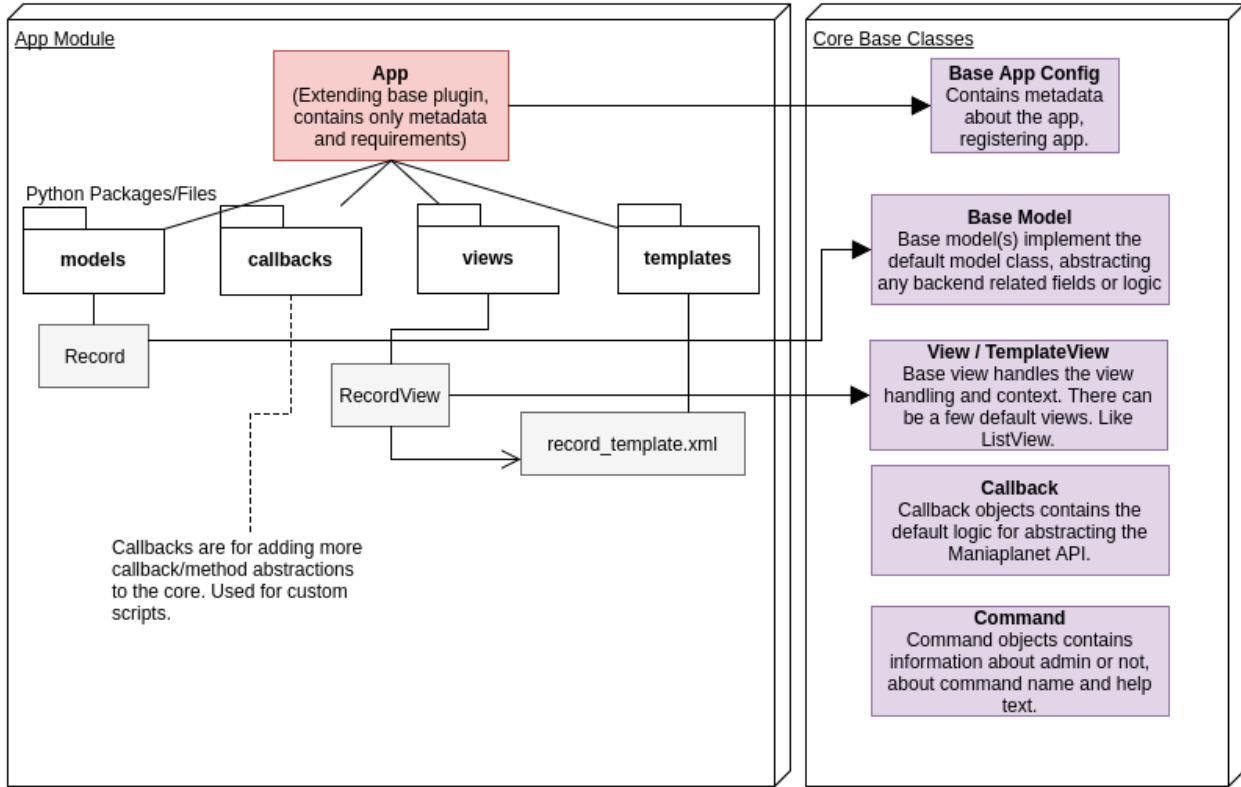 App Module
App
(Extending base plugin,
contains only metadata
and requirements)
Python Packages/Files
models
callbacks
views
templates
Record
RecordView
record_template.xml
Callbacks are for adding more
callback/method abstractions
to the core. Used for custom
scripts.
Core Base Classes
Base App Config
Contains metadata
about the app,
registering app.
Base Model
Base model(s) implement the
default model class, abstracting
any backend related fields or logic
View / TemplateView
Base view handles the view
handling and context. There can
be a few default views. Like
ListView.
Callback
Callback objects contains the
default logic for abstracting the
Maniaplanet API.
Command
Command objects contains
information about admin or not,
about command name and help
text.